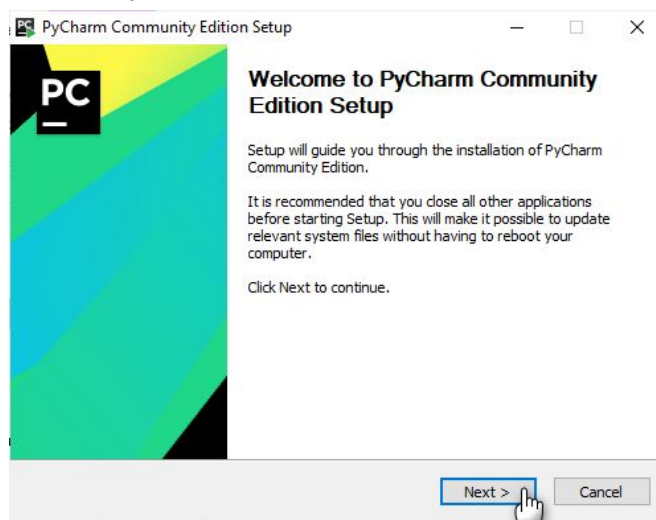 PyCharm Community Edition Setup
PC
Welcome to PyCharm Community
Edition Setup
Setup will guide you through the installation of PyCharm
Community Edition.
It is recommended that you close all other applications
before starting Setup. This will make it possible to update
relevant system files without having to reboot your
computer.
Click Next to continue.
Next >
Cancel